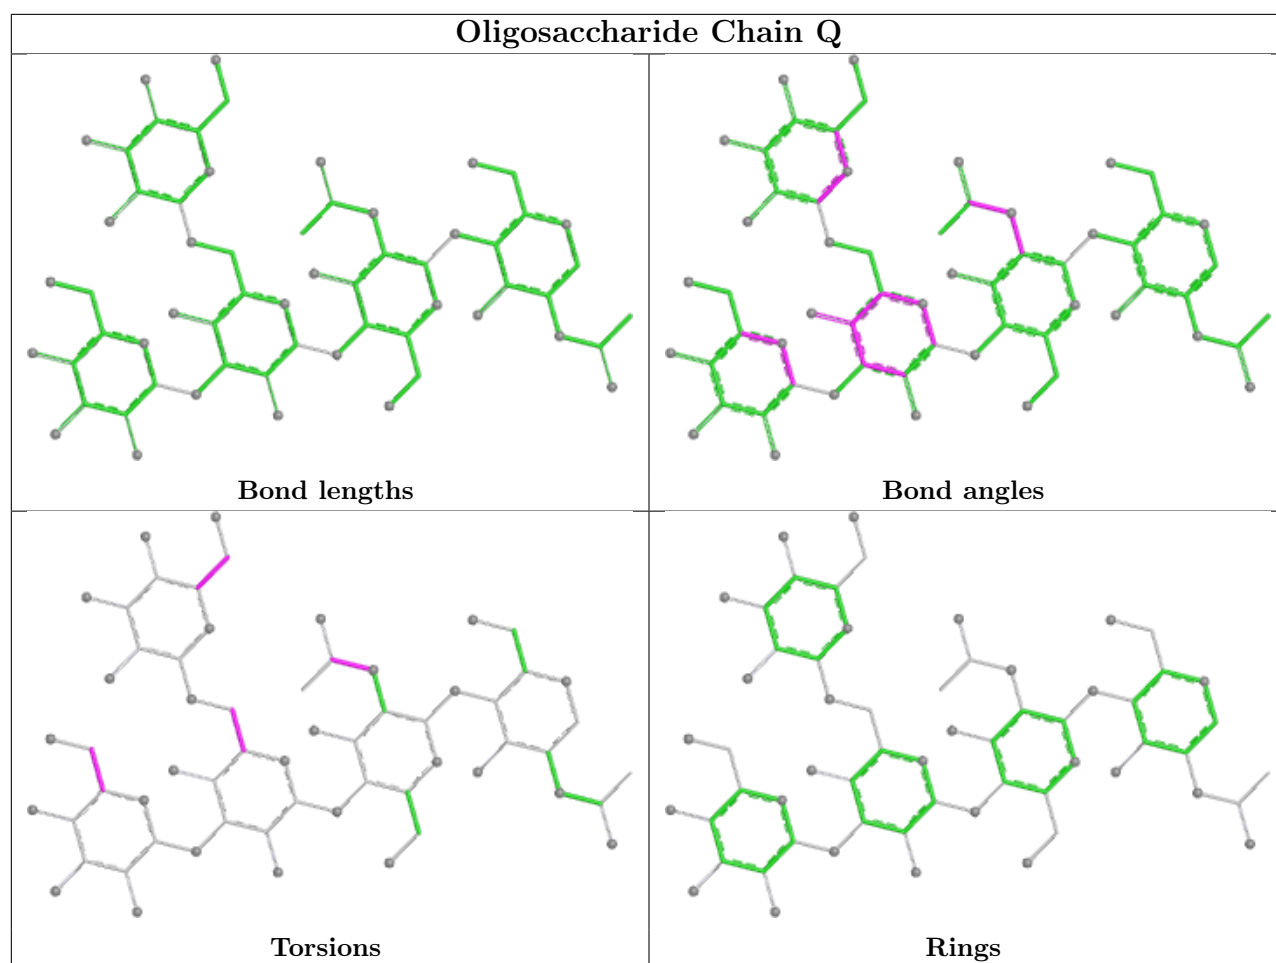 Oligosaccharide Chain Q
Bond lengths
Bond angles
Torsions
Rings